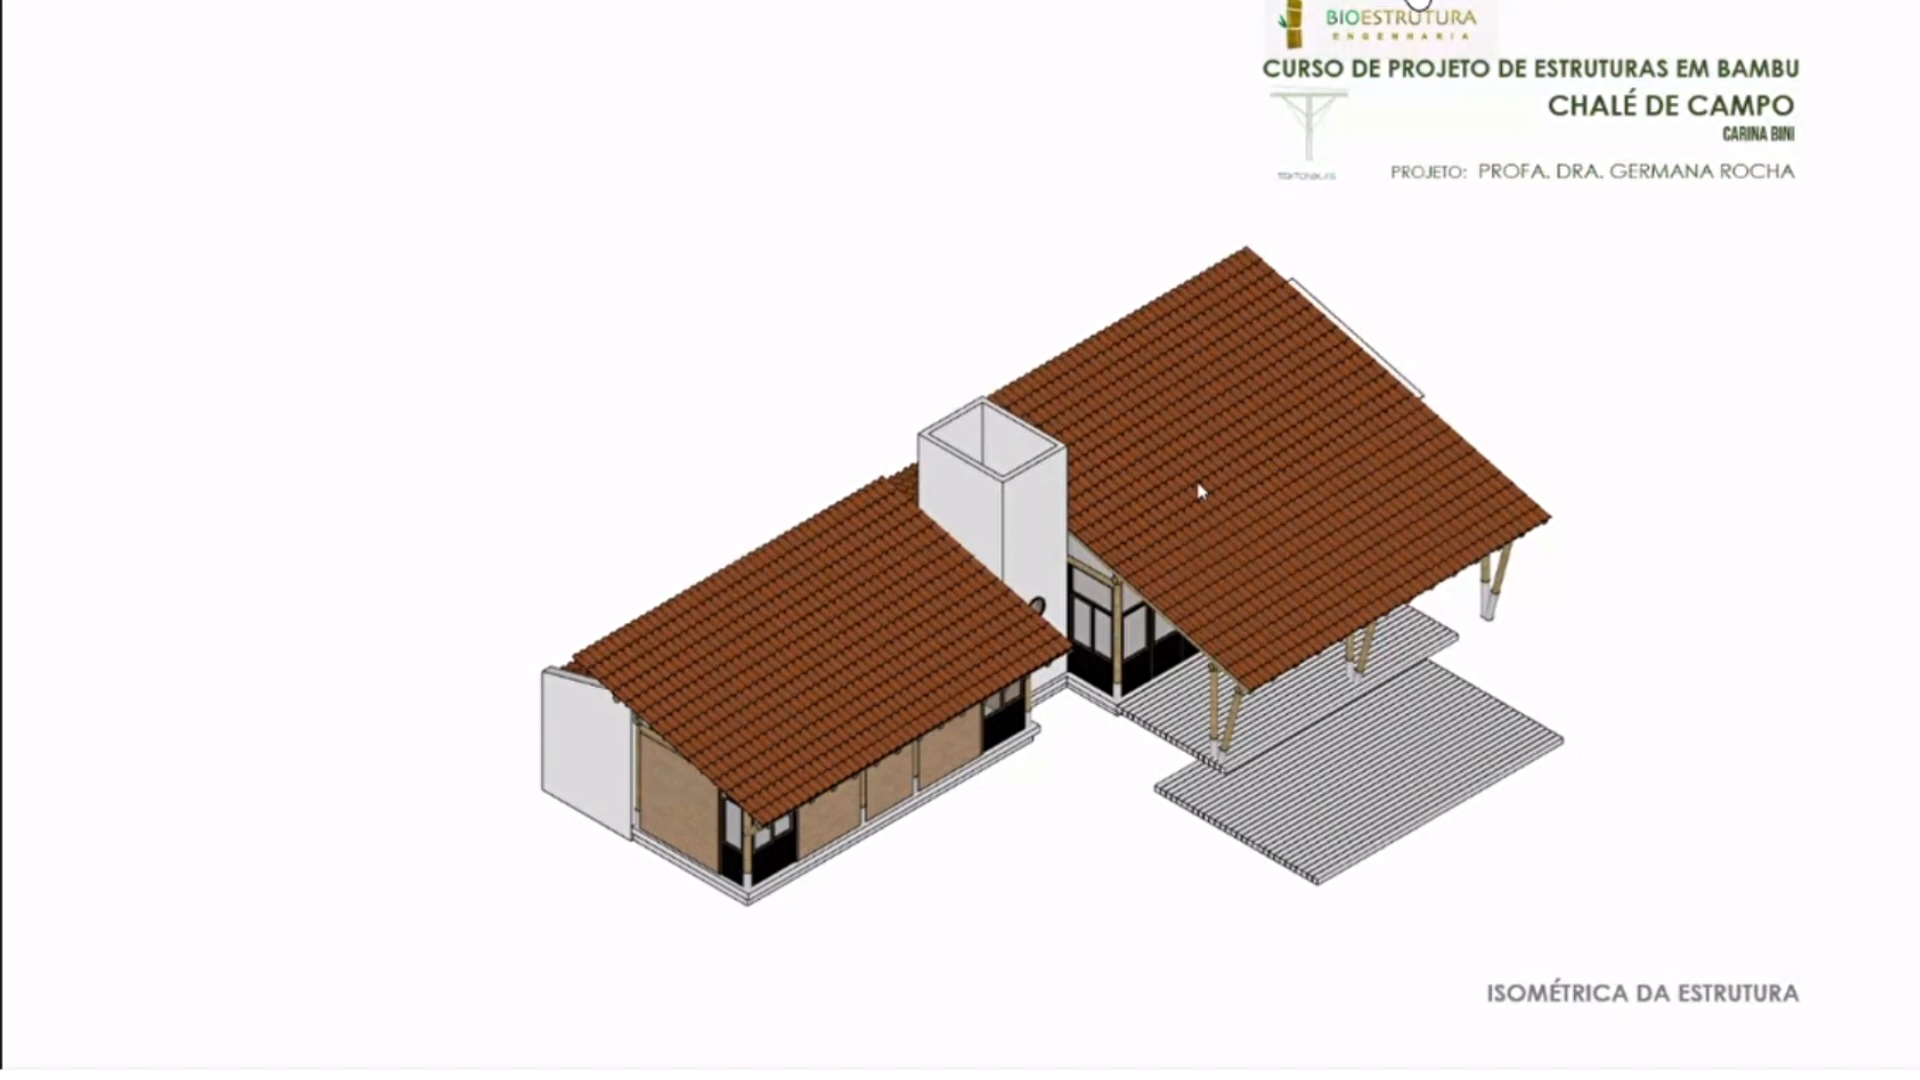 BIOESTRUTURA
ENGENHARIA
CURSO DE PROJETO DE ESTRUTURAS EM BAMBU
CHALÉ DE CAMPO
CARINA BINI
PROJETO: PROFA. DRA. GERMANA ROCHA
ISOMÉTRICA DA ESTRUTURA